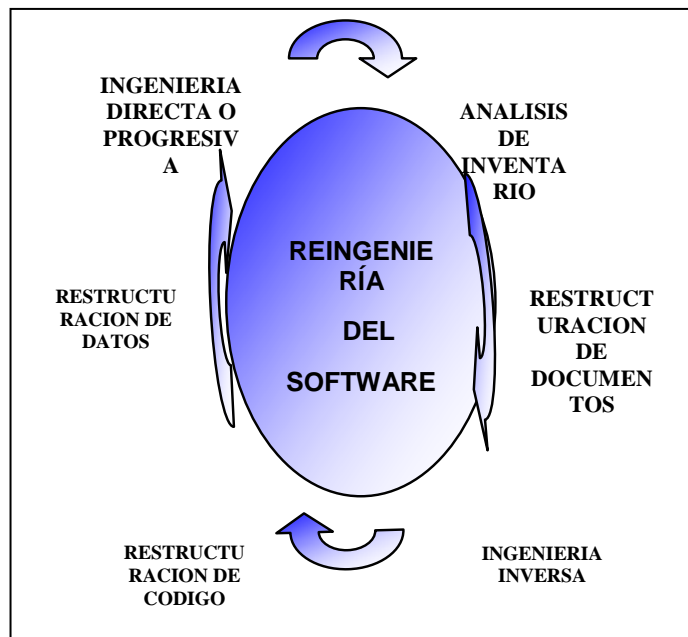 INGENIERIA
DIRECTA O
PROGRESIV
A
ANALISIS
DE
INVENTA
RIO
REINGENIE
RÍA
DEL
SOFTWARE
RESTRUCTU
RACION DE
DATOS
RESTRUCT
URACION
DE
DOCUMEN
TOS
RESTRUCTU
RACION DE
CODIGO
INGENIERIA
INVERSA